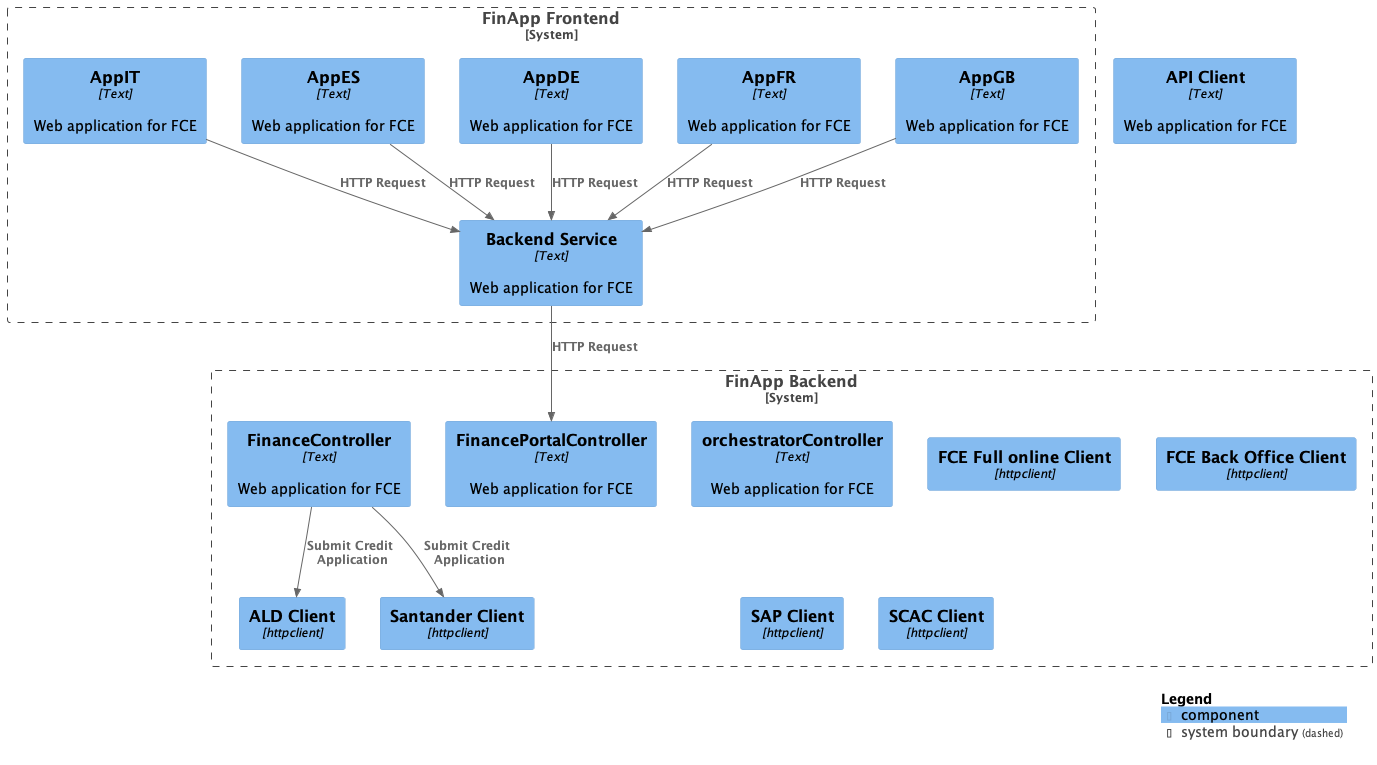 FinApp Frontend
[System]
AppIT
[Text]
Web application for FCE
AppES
[Text]
Web application for FCE
AppDE
[Text]
Web application for FCE
AppFR
[Text]
Web application for FCE
AppGB
[Text]
Web application for FCE
API Client
[Text]
Web application for FCE
HTTP Request
HTTP Request
HTTP Request
HTTP Request
HTTP Request
Backend Service
[Text]
Web application for FCE
HTTP Request
FinApp Backend
[System]
FinanceController
[Text]
Web application for FCE
FinancePortalController
[Text]
Web application for FCE
orchestratorController
[Text]
Web application for FCE
FCE Full online Client
[httpclient]
FCE Back Office Client
[httpclient]
Submit Credit
Application
Submit Credit
Application
ALD Client
[httpclient]
Santander Client
[httpclient]
SAP Client
[httpclient]
SCAC Client
[httpclient]
Legend
component
system boundary (dashed)